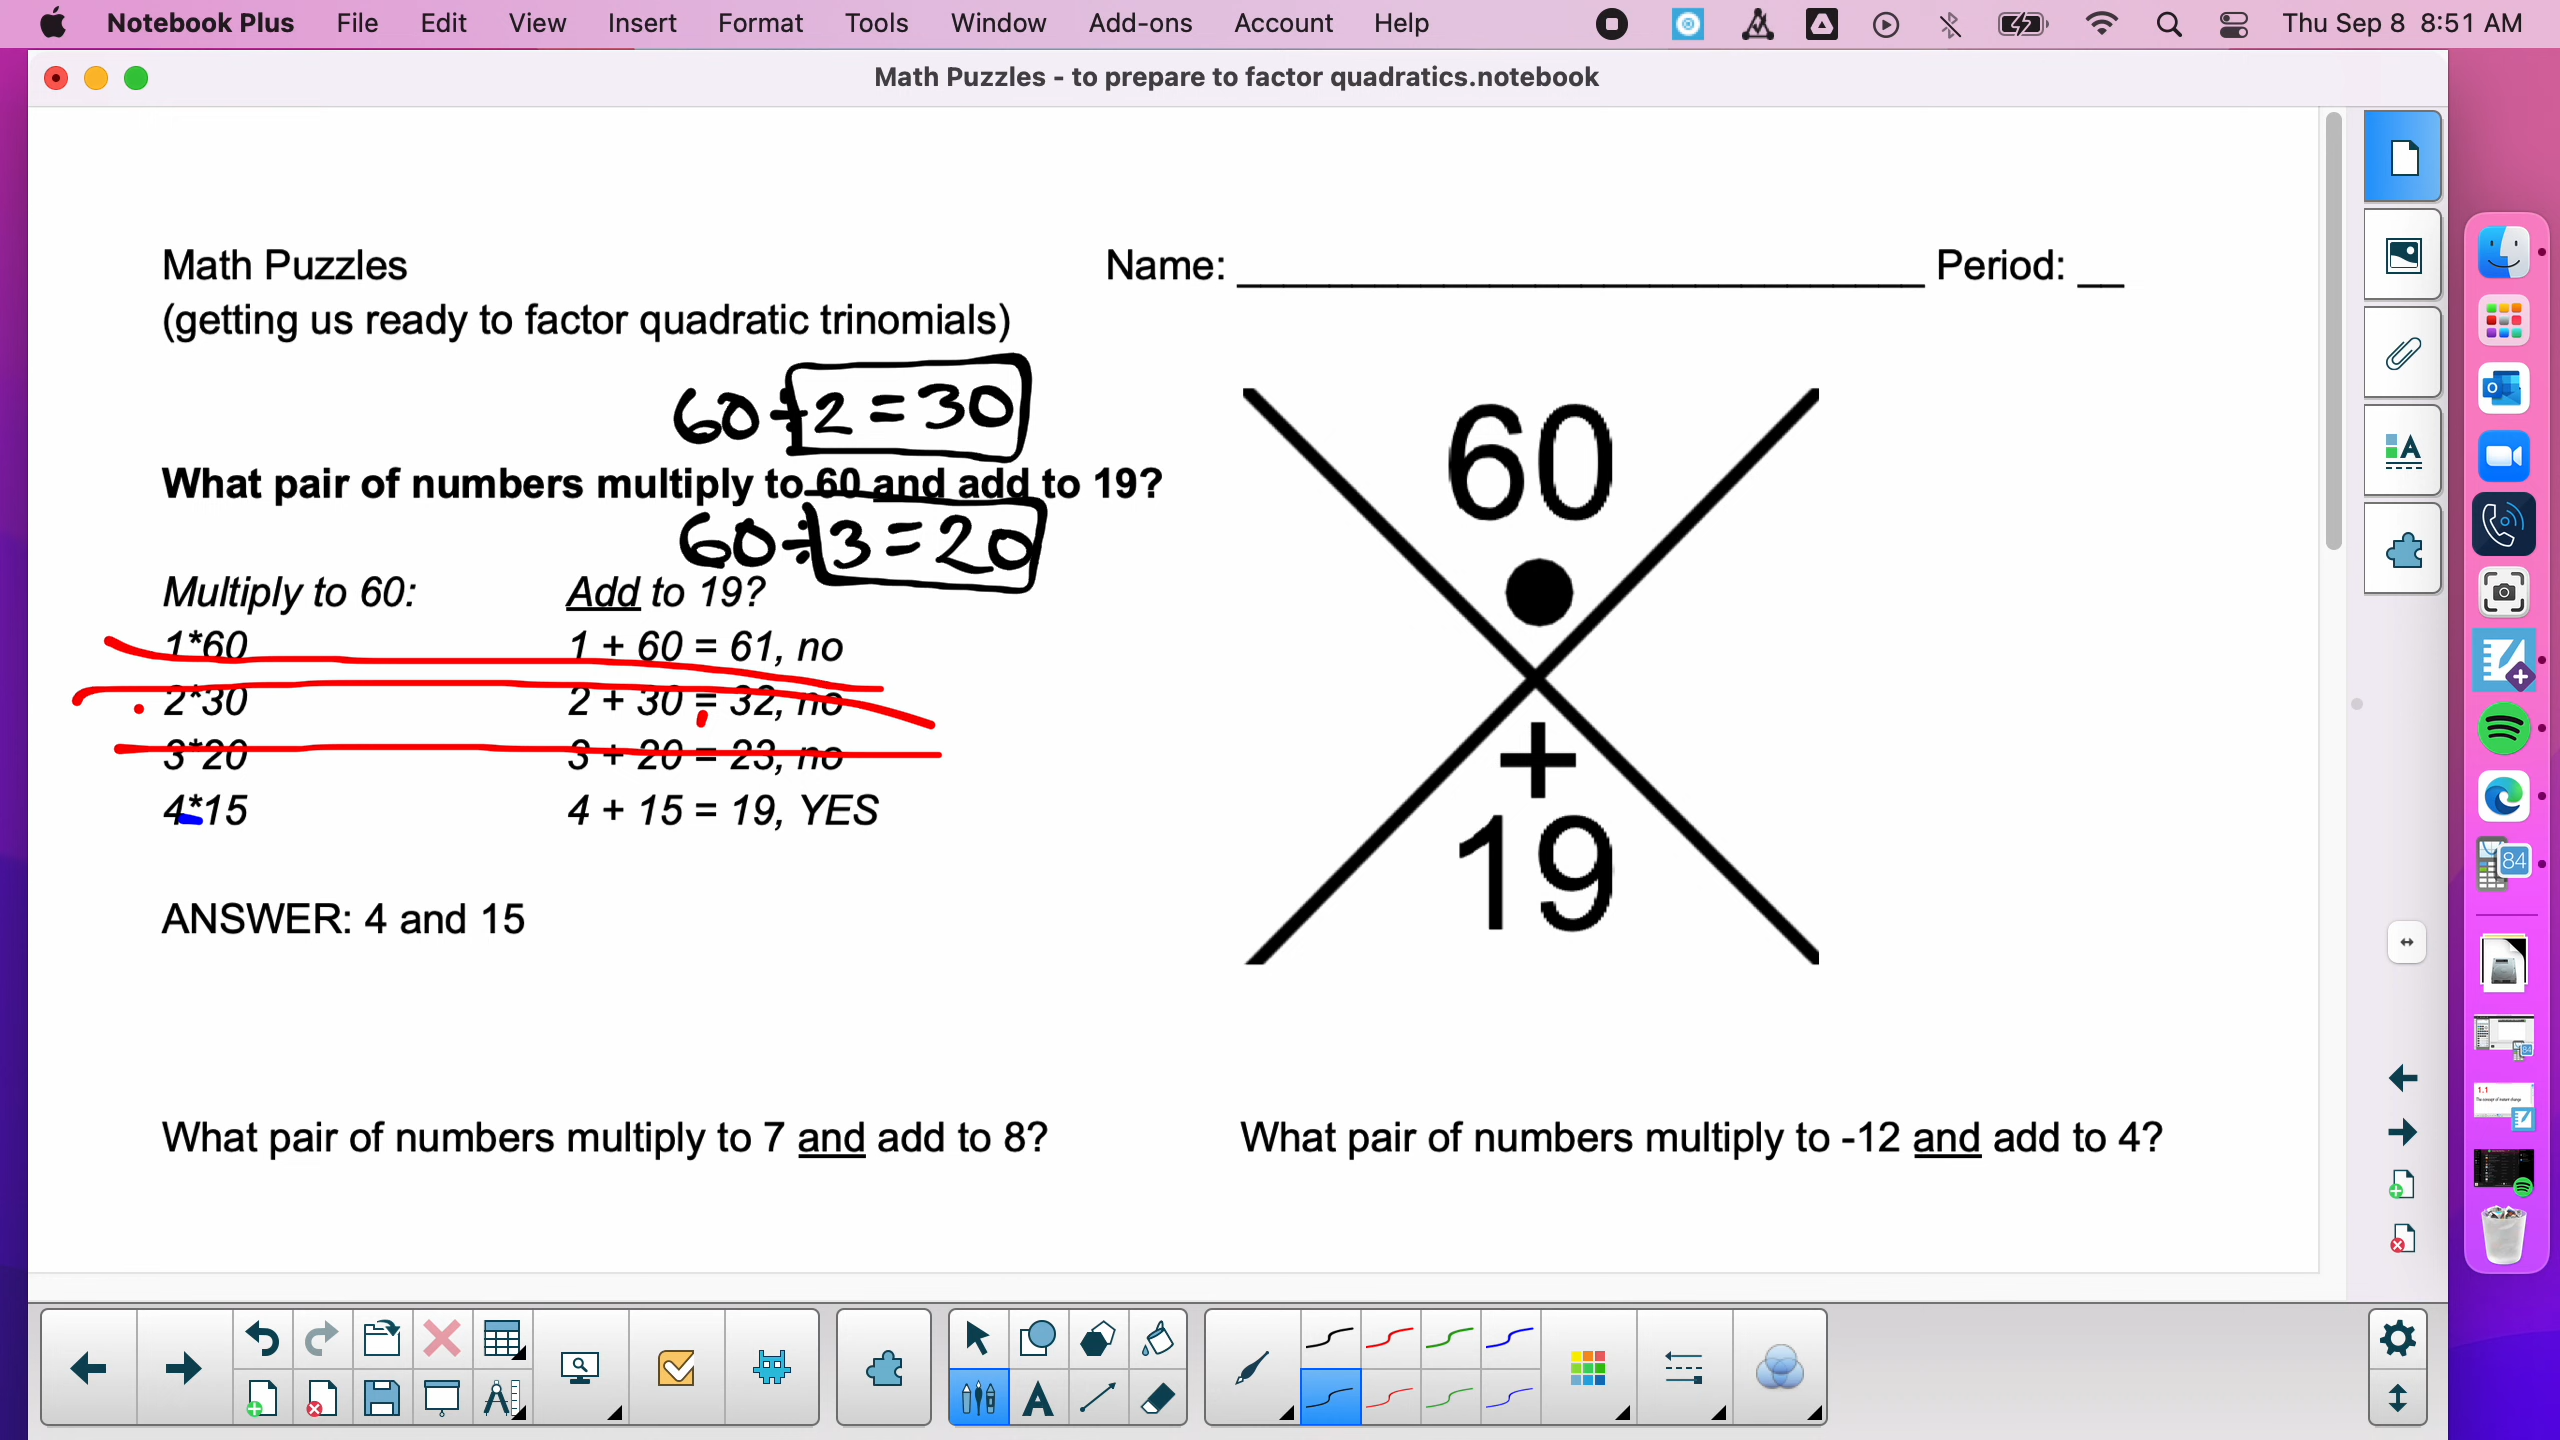 Notebook Plus File Edit View Insert Format Tools Window Add-ons Account Help Thu Sep 8 8:51 AM
Math Puzzles - to prepare to factor quadratics.notebook
Math Puzzles Name: ______________________________ Period: __
(getting us ready to factor quadratic trinomials)
60 ÷ 2 = 30
What pair of numbers multiply to 60 and add to 19?
60 ÷ 3 = 20
Multiply to 60: Add to 19?
1*60 1 + 60 = 61, no
2*30 2 + 30 = 32, no
3*20 3 + 20 = 23, no
4*15 4 + 15 = 19, YES
ANSWER: 4 and 15
60
•
+
19
What pair of numbers multiply to 7 and add to 8? What pair of numbers multiply to -12 and add to 4?
A
84
1.1
A